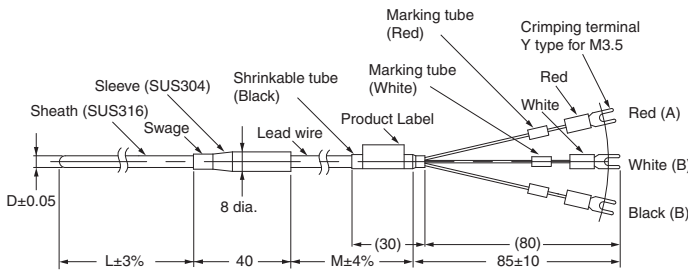 Marking tube
(Red)
Crimping terminal
Y type for M3.5
Sleeve (SUS304)
Shrinkable tube
(Black)
Marking tube
(White)
Red
Red (A)
Sheath (SUS316)
Product Label
White
Swage
Lead wire
White (B)
D±0.05
8 dia.
Black (B)
(30)
(80)
L±3%
40
M±4%
85±10